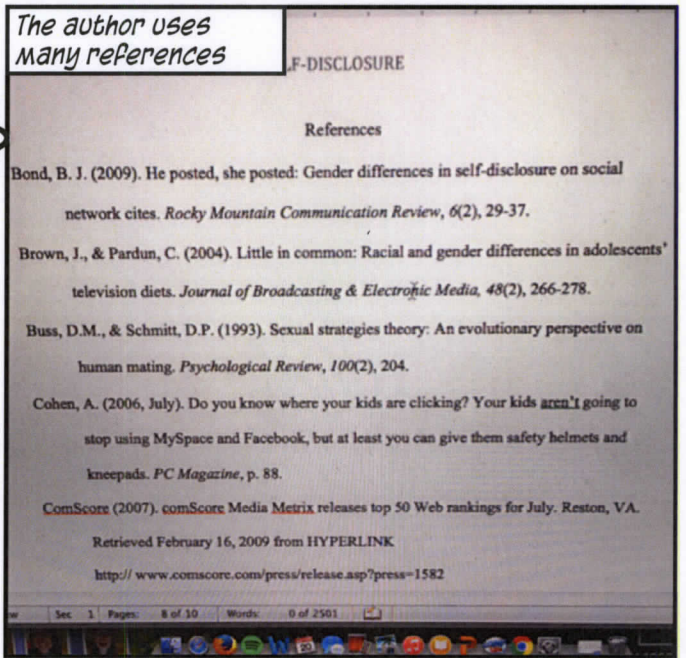 The author uses
many references
LF-DISCLOSURE
References
Bond, B. J. (2009). He posted, she posted: Gender differences in self-disclosure on social
network cites. Rocky Mountain Communication Review, 6(2), 29-37.
Brown, J., & Pardun, C. (2004). Little in common: Racial and gender differences in adolescents'
television diets. Journal of Broadcasting & Electronic Media, 48(2), 266-278.
Buss, D.M., & Schmitt, D.P. (1993). Sexual strategies theory: An evolutionary perspective on
human mating. Psychological Review, 100(2), 204.
Cohen, A. (2006, July). Do you know where your kids are clicking? Your kids aren't going to
stop using MySpace and Facebook, but at least you can give them safety helmets and
kneepads. PC Magazine, p. 88.
ComScore (2007). comScore Media Metrix releases top 50 Web rankings for July. Reston, VA.
Retrieved February 16, 2009 from HYPERLINK
http:// www.comscore.com/press/release.asp?press=1582
w Sec 1 Pages: 8 of 10 Words: 0 of 2501
20